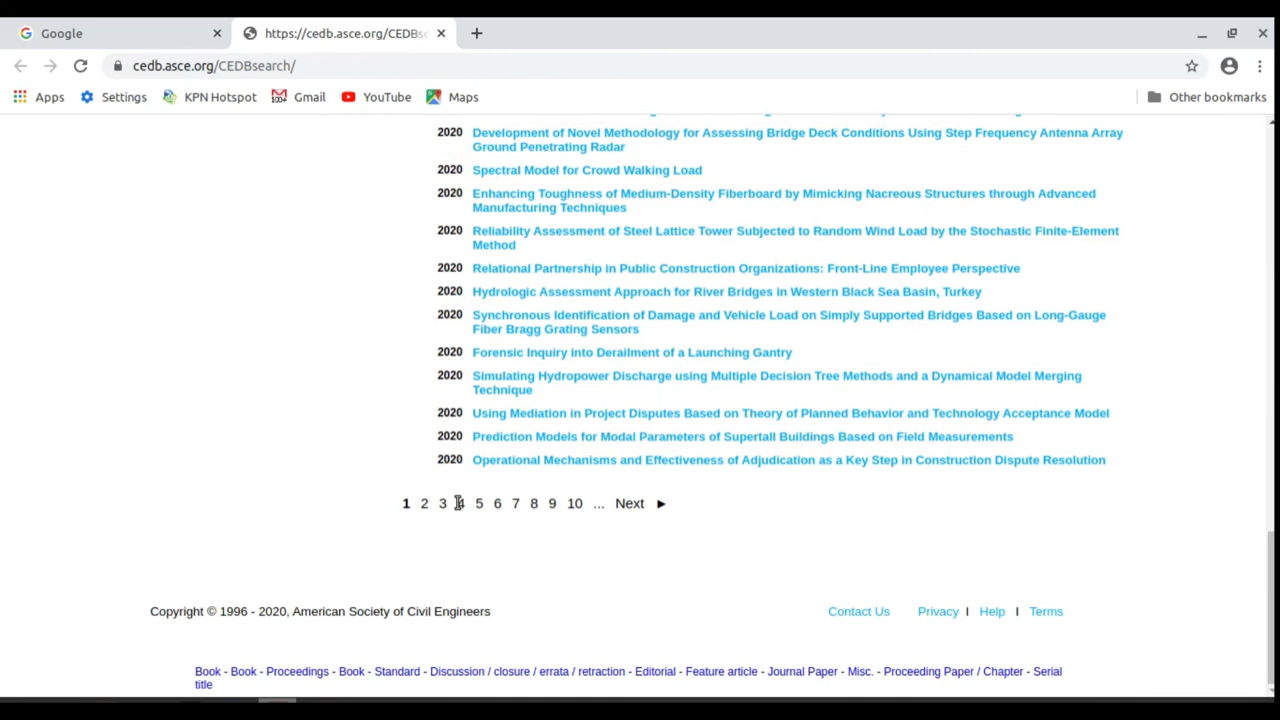 Google
https://cedb.asce.org/CEDBse
cedb.asce.org/CEDBsearch/
Apps Settings KPN Hotspot Gmail YouTube Maps Other bookmarks
2020 Development of Novel Methodology for Assessing Bridge Deck Conditions Using Step Frequency Antenna Array
Ground Penetrating Radar
2020 Spectral Model for Crowd Walking Load
2020 Enhancing Toughness of Medium-Density Fiberboard by Mimicking Nacreous Structures through Advanced
Manufacturing Techniques
2020 Reliability Assessment of Steel Lattice Tower Subjected to Random Wind Load by the Stochastic Finite-Element
Method
2020 Relational Partnership in Public Construction Organizations: Front-Line Employee Perspective
2020 Hydrologic Assessment Approach for River Bridges in Western Black Sea Basin, Turkey
2020 Synchronous Identification of Damage and Vehicle Load on Simply Supported Bridges Based on Long-Gauge
Fiber Bragg Grating Sensors
2020 Forensic Inquiry into Derailment of a Launching Gantry
2020 Simulating Hydropower Discharge using Multiple Decision Tree Methods and a Dynamical Model Merging
Technique
2020 Using Mediation in Project Disputes Based on Theory of Planned Behavior and Technology Acceptance Model
2020 Prediction Models for Modal Parameters of Supertall Buildings Based on Field Measurements
2020 Operational Mechanisms and Effectiveness of Adjudication as a Key Step in Construction Dispute Resolution
1 2 3 4 5 6 7 8 9 10 ... Next ►
Copyright © 1996 - 2020, American Society of Civil Engineers Contact Us Privacy I Help I Terms
Book - Book - Proceedings - Book - Standard - Discussion / closure / errata / retraction - Editorial - Feature article - Journal Paper - Misc. - Proceeding Paper / Chapter - Serial
title